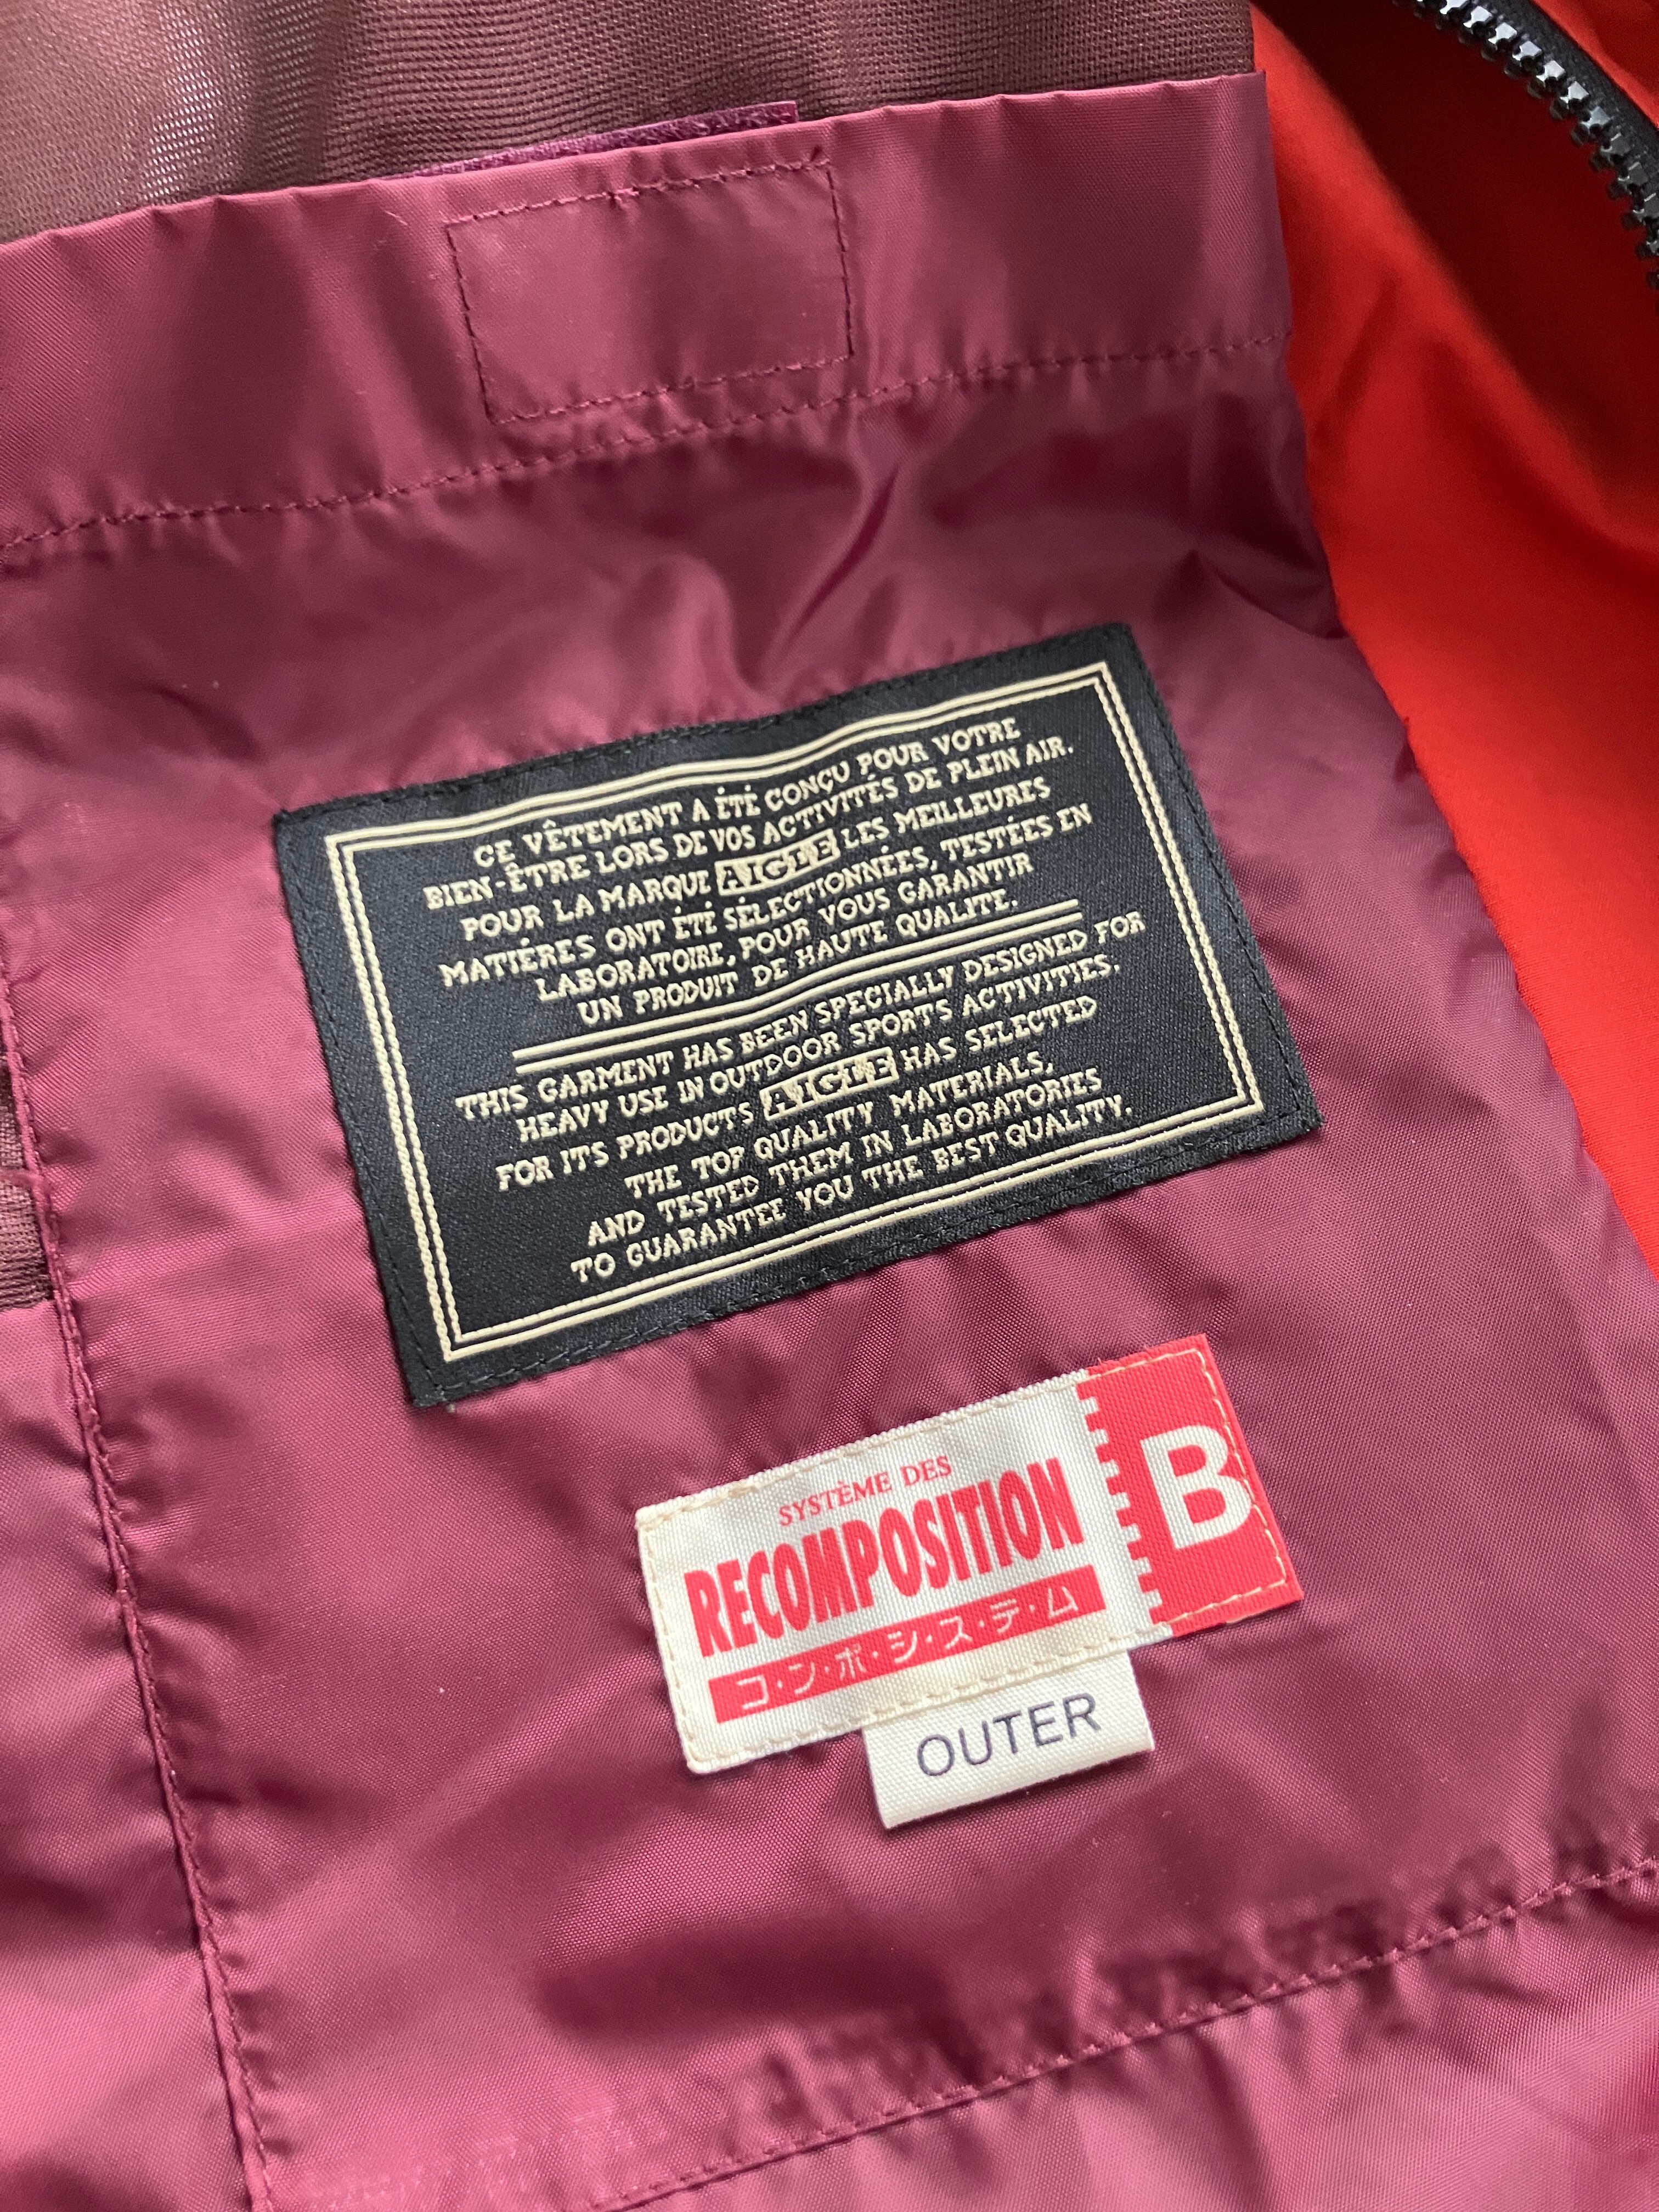 CE VÊTEMENT A ÉTÉ CONÇU POUR VOTRE
BIEN-ÊTRE LORS DE VOS ACTIVITÉS DE PLEIN AIR.
POUR LA MARQUE AIGLE LES MEILLEURES
MATIÈRES ONT ÉTÉ SÉLECTIONNÉES, TESTÉES EN
LABORATOIRE, POUR VOUS GARANTIR
UN PRODUIT DE HAUTE QUALITE.
THIS GARMENT HAS BEEN SPECIALLY DESIGNED FOR
HEAVY USE IN OUTDOOR SPORTS ACTIVITIES.
FOR ITS PRODUCTS AIGLE HAS SELECTED
THE TOP QUALITY MATERIALS,
AND TESTED THEM IN LABORATORIES
TO GUARANTEE YOU THE BEST QUALITY.
SYSTÈME DES
RECOMPOSITION
コ・ン・ポ・シ・ス・テ・ム
B
OUTER